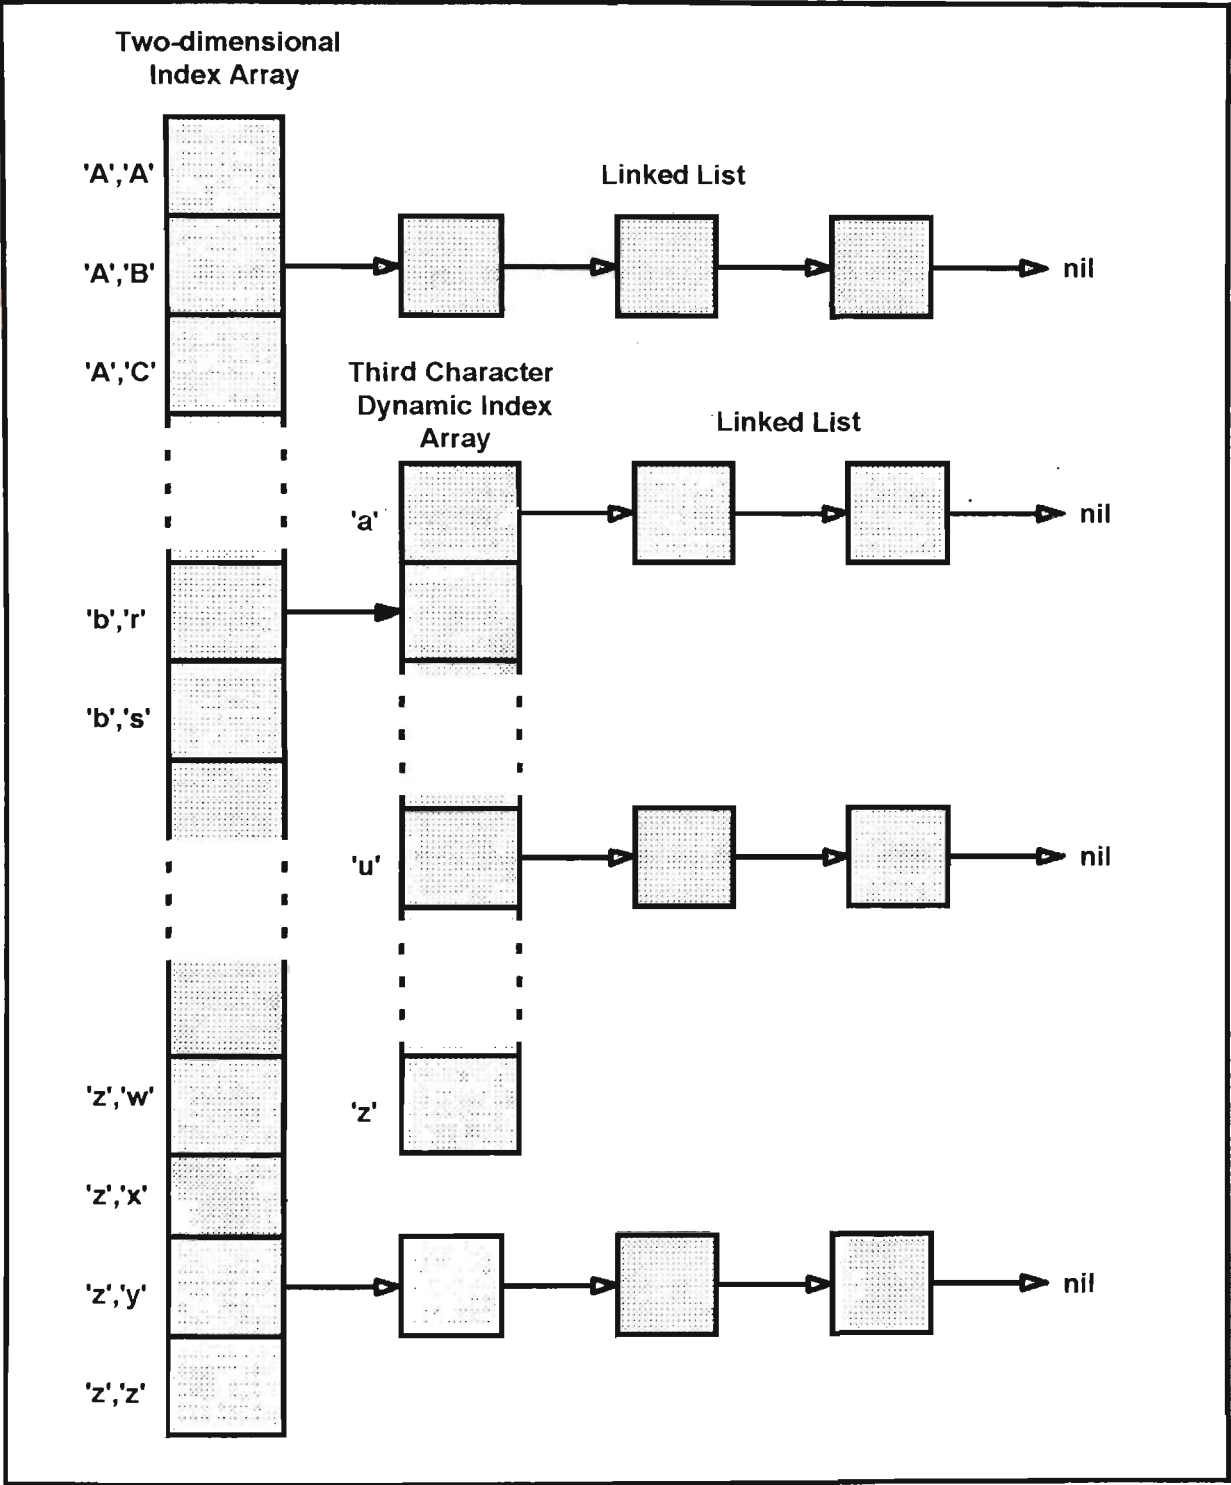 Two-dimensional
Index Array
'A','A'
Linked List
'A','B'
nil
'A','C'
Third Character
Dynamic Index
Array
Linked List
'a'
nil
'b','r'
'b','s'
'u'
nil
'z','w'
'z'
'z','x'
'z','y'
nil
'z','z'